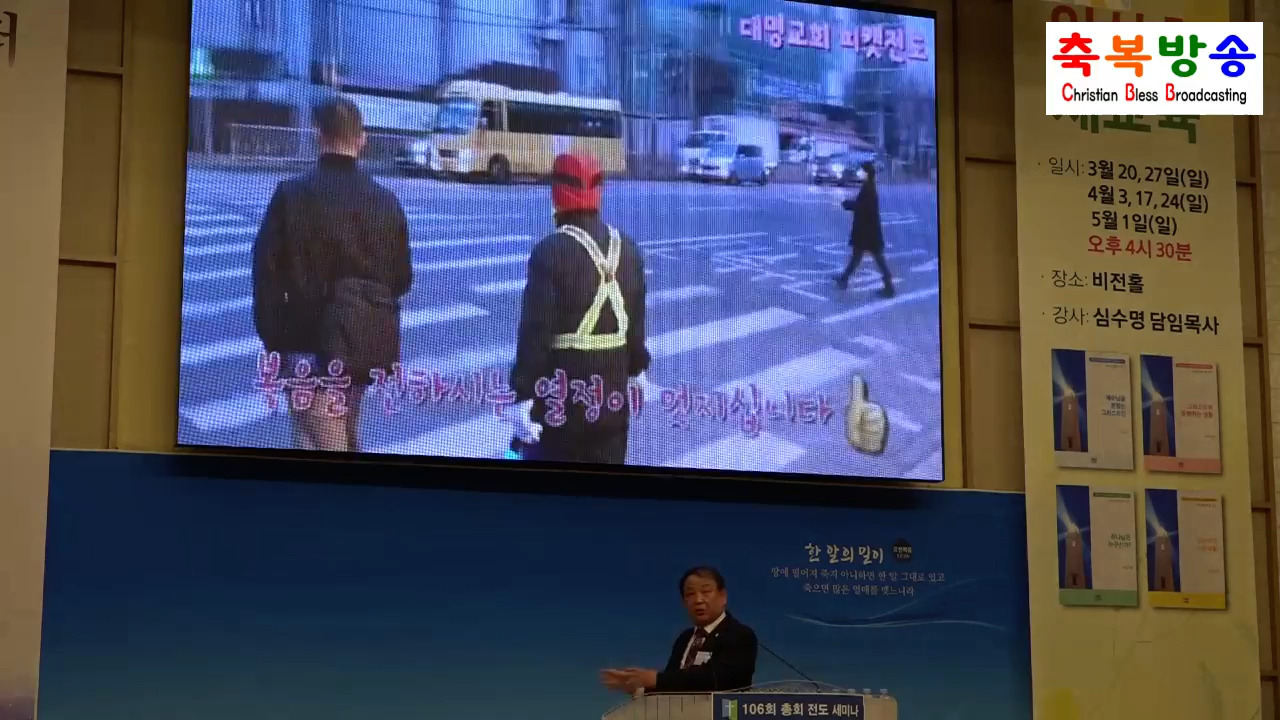 대명교회 피켓전도
복음을 전하시는 열정에 멋지십니다
축복방송
Christian Bless Broadcasting
· 일시: 3월 20, 27일(일)
4월 3, 17, 24(일)
5월 1일(일)
오후 4시 30분
· 장소: 비전홀
· 강사: 심수명 담임목사
한 알의 밀이
땅에 떨어져 죽지 아니하면 한 알 그대로 있고
죽으면 많은 열매를 맺느니라
106회 총회 전도 세미나